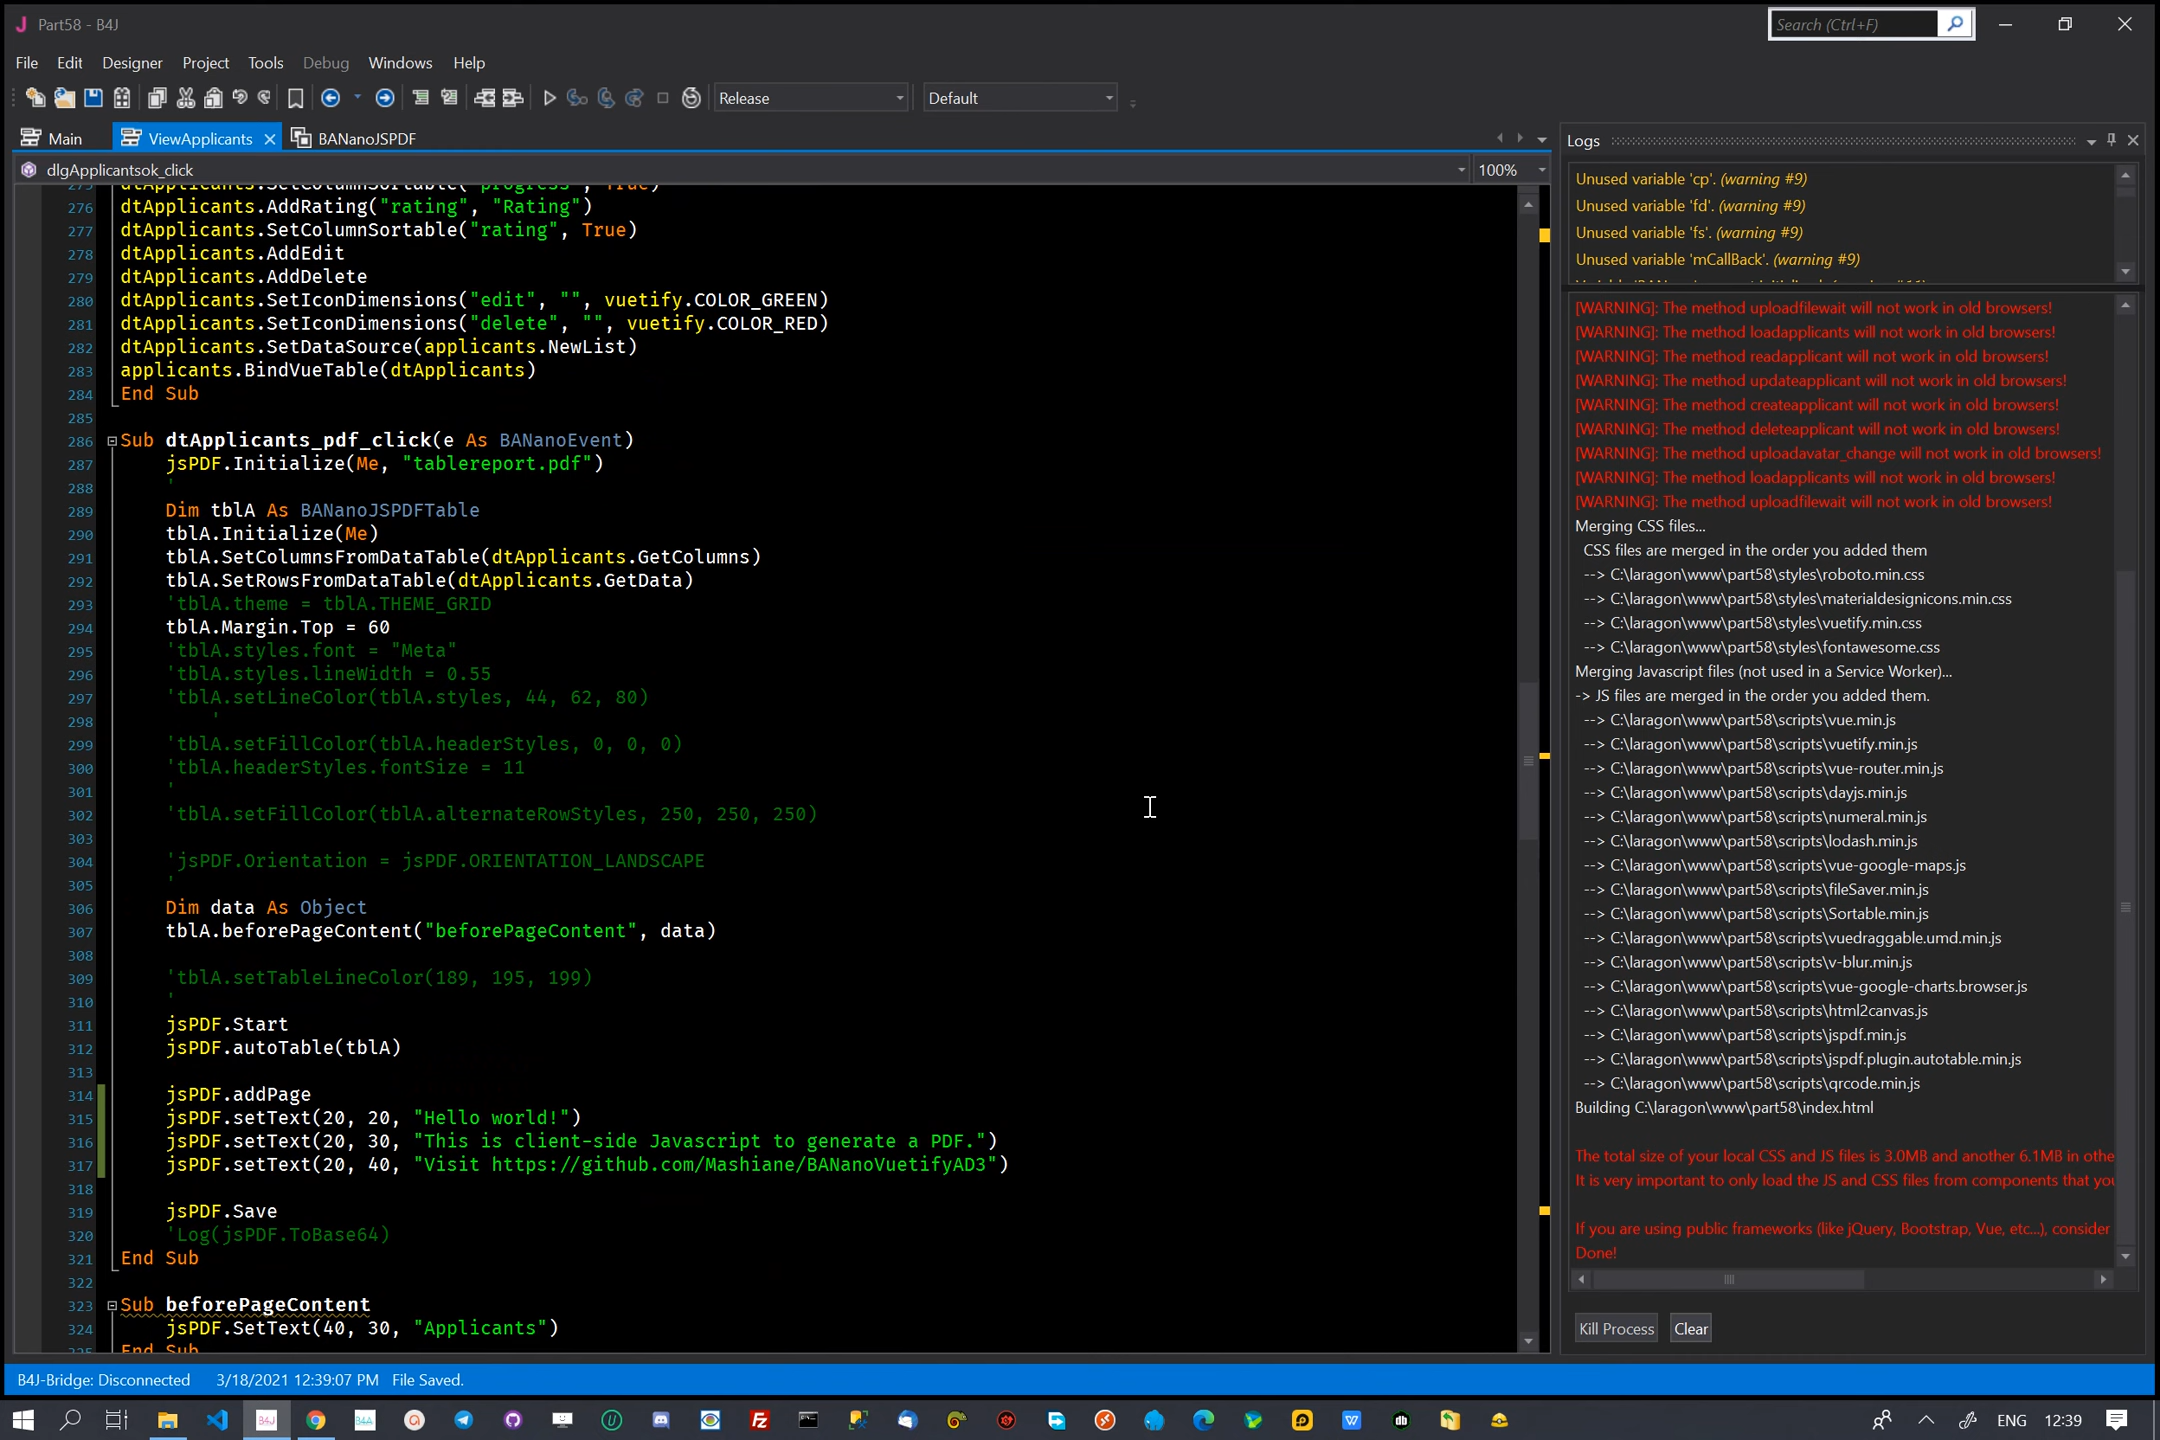 Part58 - B4J
Search (Ctrl+F)
File Edit Designer Project Tools Debug Windows Help
Release Default
Main ViewApplicants BANanoJSPDF
dlgApplicantsok_click 100%
275 dtApplicants.SetColumnSortable("progress", True)
276 dtApplicants.AddRating("rating", "Rating")
277 dtApplicants.SetColumnSortable("rating", True)
278 dtApplicants.AddEdit
279 dtApplicants.AddDelete
280 dtApplicants.SetIconDimensions("edit", "", vuetify.COLOR_GREEN)
281 dtApplicants.SetIconDimensions("delete", "", vuetify.COLOR_RED)
282 dtApplicants.SetDataSource(applicants.NewList)
283 applicants.BindVueTable(dtApplicants)
284 End Sub
285
286 Sub dtApplicants_pdf_click(e As BANanoEvent)
287 jsPDF.Initialize(Me, "tablereport.pdf")
288 '
289 Dim tblA As BANanoJSPDFTable
290 tblA.Initialize(Me)
291 tblA.SetColumnsFromDataTable(dtApplicants.GetColumns)
292 tblA.SetRowsFromDataTable(dtApplicants.GetData)
293 'tblA.theme = tblA.THEME_GRID
294 tblA.Margin.Top = 60
295 'tblA.styles.font = "Meta"
296 'tblA.styles.lineWidth = 0.55
297 'tblA.setLineColor(tblA.styles, 44, 62, 80)
298 '
299 'tblA.setFillColor(tblA.headerStyles, 0, 0, 0)
300 'tblA.headerStyles.fontSize = 11
301 '
302 'tblA.setFillColor(tblA.alternateRowStyles, 250, 250, 250)
303
304 'jsPDF.Orientation = jsPDF.ORIENTATION_LANDSCAPE
305 '
306 Dim data As Object
307 tblA.beforePageContent("beforePageContent", data)
308
309 'tblA.setTableLineColor(189, 195, 199)
310 '
311 jsPDF.Start
312 jsPDF.autoTable(tblA)
313
314 jsPDF.addPage
315 jsPDF.setText(20, 20, "Hello world!")
316 jsPDF.setText(20, 30, "This is client-side Javascript to generate a PDF.")
317 jsPDF.setText(20, 40, "Visit https://github.com/Mashiane/BANanoVuetifyAD3")
318
319 jsPDF.Save
320 'Log(jsPDF.ToBase64)
321 End Sub
322
323 Sub beforePageContent
324 jsPDF.SetText(40, 30, "Applicants")
325 End Sub
Logs
Unused variable 'cp'. (warning #9)
Unused variable 'fd'. (warning #9)
Unused variable 'fs'. (warning #9)
Unused variable 'mCallBack'. (warning #9)
[WARNING]: The method uploadfilewait will not work in old browsers!
[WARNING]: The method loadapplicants will not work in old browsers!
[WARNING]: The method readapplicant will not work in old browsers!
[WARNING]: The method updateapplicant will not work in old browsers!
[WARNING]: The method createapplicant will not work in old browsers!
[WARNING]: The method deleteapplicant will not work in old browsers!
[WARNING]: The method uploadavatar_change will not work in old browsers!
[WARNING]: The method loadapplicants will not work in old browsers!
[WARNING]: The method uploadfilewait will not work in old browsers!
Merging CSS files...
CSS files are merged in the order you added them
--> C:\laragon\www\part58\styles\roboto.min.css
--> C:\laragon\www\part58\styles\materialdesignicons.min.css
--> C:\laragon\www\part58\styles\vuetify.min.css
--> C:\laragon\www\part58\styles\fontawesome.css
Merging Javascript files (not used in a Service Worker)...
-> JS files are merged in the order you added them.
--> C:\laragon\www\part58\scripts\vue.min.js
--> C:\laragon\www\part58\scripts\vuetify.min.js
--> C:\laragon\www\part58\scripts\vue-router.min.js
--> C:\laragon\www\part58\scripts\dayjs.min.js
--> C:\laragon\www\part58\scripts\numeral.min.js
--> C:\laragon\www\part58\scripts\lodash.min.js
--> C:\laragon\www\part58\scripts\vue-google-maps.js
--> C:\laragon\www\part58\scripts\fileSaver.min.js
--> C:\laragon\www\part58\scripts\Sortable.min.js
--> C:\laragon\www\part58\scripts\vuedraggable.umd.min.js
--> C:\laragon\www\part58\scripts\v-blur.min.js
--> C:\laragon\www\part58\scripts\vue-google-charts.browser.js
--> C:\laragon\www\part58\scripts\html2canvas.js
--> C:\laragon\www\part58\scripts\jspdf.min.js
--> C:\laragon\www\part58\scripts\jspdf.plugin.autotable.min.js
--> C:\laragon\www\part58\scripts\qrcode.min.js
Building C:\laragon\www\part58\index.html
The total size of your local CSS and JS files is 3.0MB and another 6.1MB in othe
It is very important to only load the JS and CSS files from components that you
If you are using public frameworks (like jQuery, Bootstrap, Vue, etc...), consider
Done!
Kill Process Clear
B4J-Bridge: Disconnected 3/18/2021 12:39:07 PM File Saved.
B4J B4A ENG 12:39